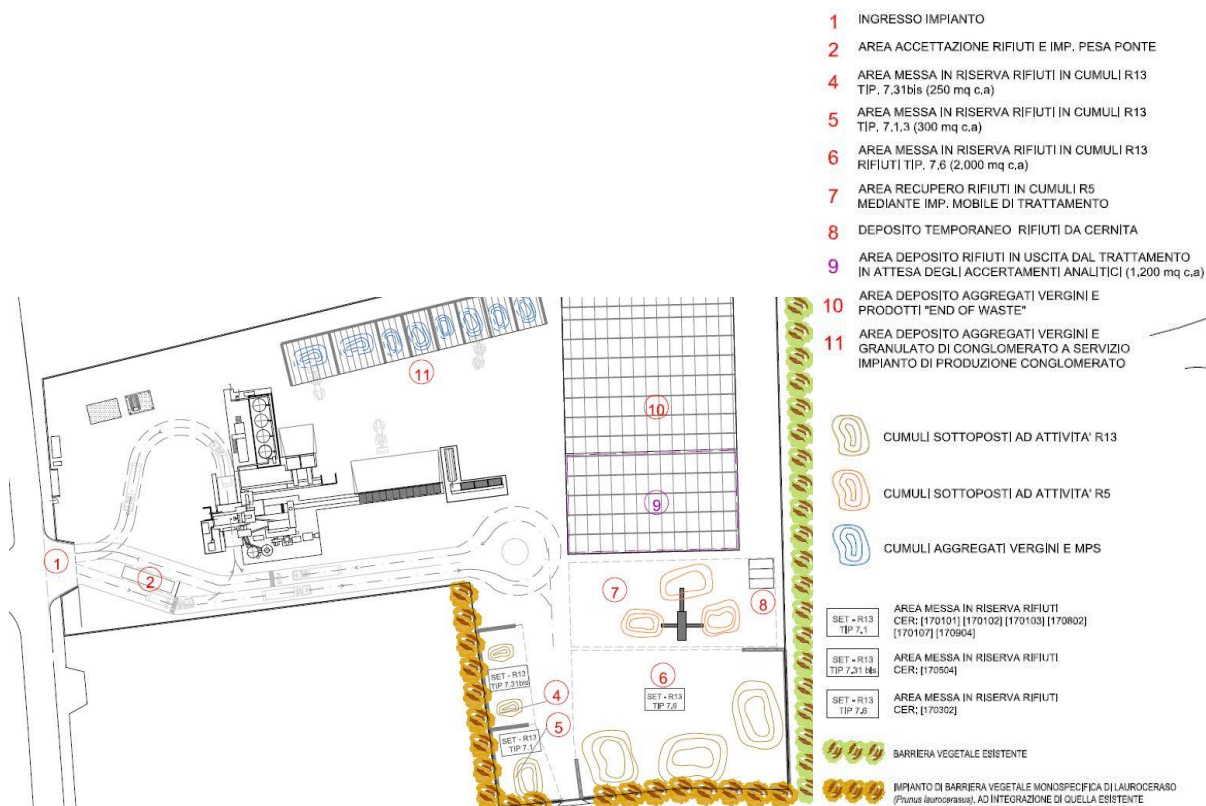 1 INGRESSO IMPIANTO
2 AREA ACCETTAZIONE RIFIUTI E IMP. PESA PONTE
4 AREA MESSA IN RISERVA RIFIUTI IN CUMULI R13
TIP. 7.31bis (250 mq c.a)
5 AREA MESSA IN RISERVA RIFIUTI IN CUMULI R13
TIP. 7.1.3 (300 mq c.a)
6 AREA MESSA IN RISERVA RIFIUTI IN CUMULI R13
RIFIUTI TIP. 7.6 (2,000 mq c.a)
7 AREA RECUPERO RIFIUTI IN CUMULI R5
MEDIANTE IMP. MOBILE DI TRATTAMENTO
8 DEPOSITO TEMPORANEO RIFIUTI DA CERNITA
9 AREA DEPOSITO RIFIUTI IN USCITA DAL TRATTAMENTO
IN ATTESA DEGLI ACCERTAMENTI ANALITICI (1,200 mq c.a)
10 AREA DEPOSITO AGGREGATI VERGINI E
PRODOTTI "END OF WASTE"
11 AREA DEPOSITO AGGREGATI VERGINI E
GRANULATO DI CONGLOMERATO A SERVIZIO
IMPIANTO DI PRODUZIONE CONGLOMERATO
CUMULI SOTTOPOSTI AD ATTIVITA' R13
CUMULI SOTTOPOSTI AD ATTIVITA' R5
CUMULI AGGREGATI VERGINI E MPS
SET - R13
TIP 7.1
AREA MESSA IN RISERVA RIFIUTI
CER: [170101] [170102] [170103] [170802]
[170107] [170904]
SET - R13
TIP 7.31 bis
AREA MESSA IN RISERVA RIFIUTI
CER: [170504]
SET - R13
TIP 7.6
AREA MESSA IN RISERVA RIFIUTI
CER: [170302]
BARRIERA VEGETALE ESISTENTE
IMPIANTO DI BARRIERA VEGETALE MONOSPECIFICA DI LAUROCERASO
(Prunus laurocerasus), AD INTEGRAZIONE DI QUELLA ESISTENTE
11
10
9
1
2
7
8
6
SET - R13
TIP 7.6
SET - R13
TIP 7.31bis
4
5
SET - R13
TIP 7.1